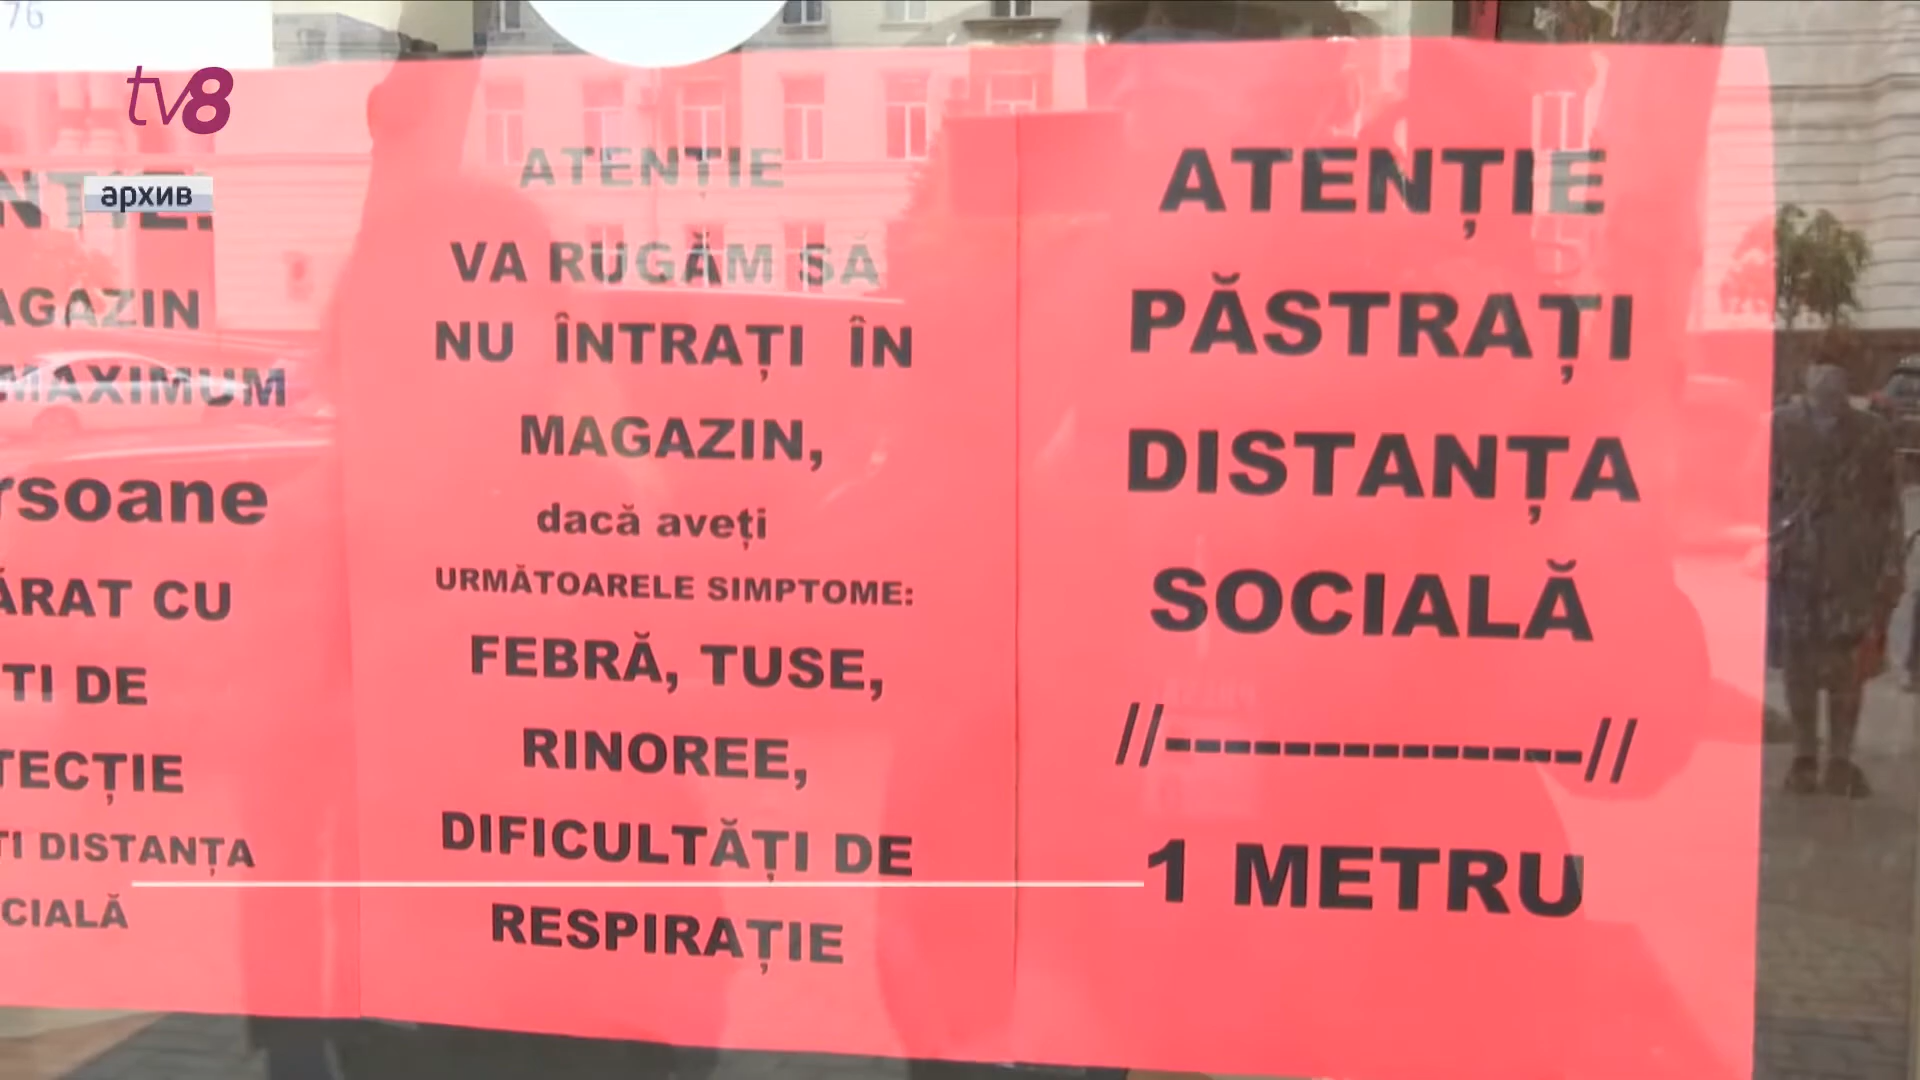 76
tv8
архив
AGAZIN
MAXIMUM
rsoane
ĂRAT CU
TI DE
TECȚIE
TI DISTANȚA
CIALĂ
ATENȚIE
VA RUGĂM SĂ
NU ÎNTRAȚI ÎN
MAGAZIN,
dacă aveți
URMĂTOARELE SIMPTOME:
FEBRĂ, TUSE,
RINOREE,
DIFICULTĂȚI DE
RESPIRAȚIE
ATENȚIE
PĂSTRAȚI
DISTANȚA
SOCIALĂ
//--------------//
1 METRU